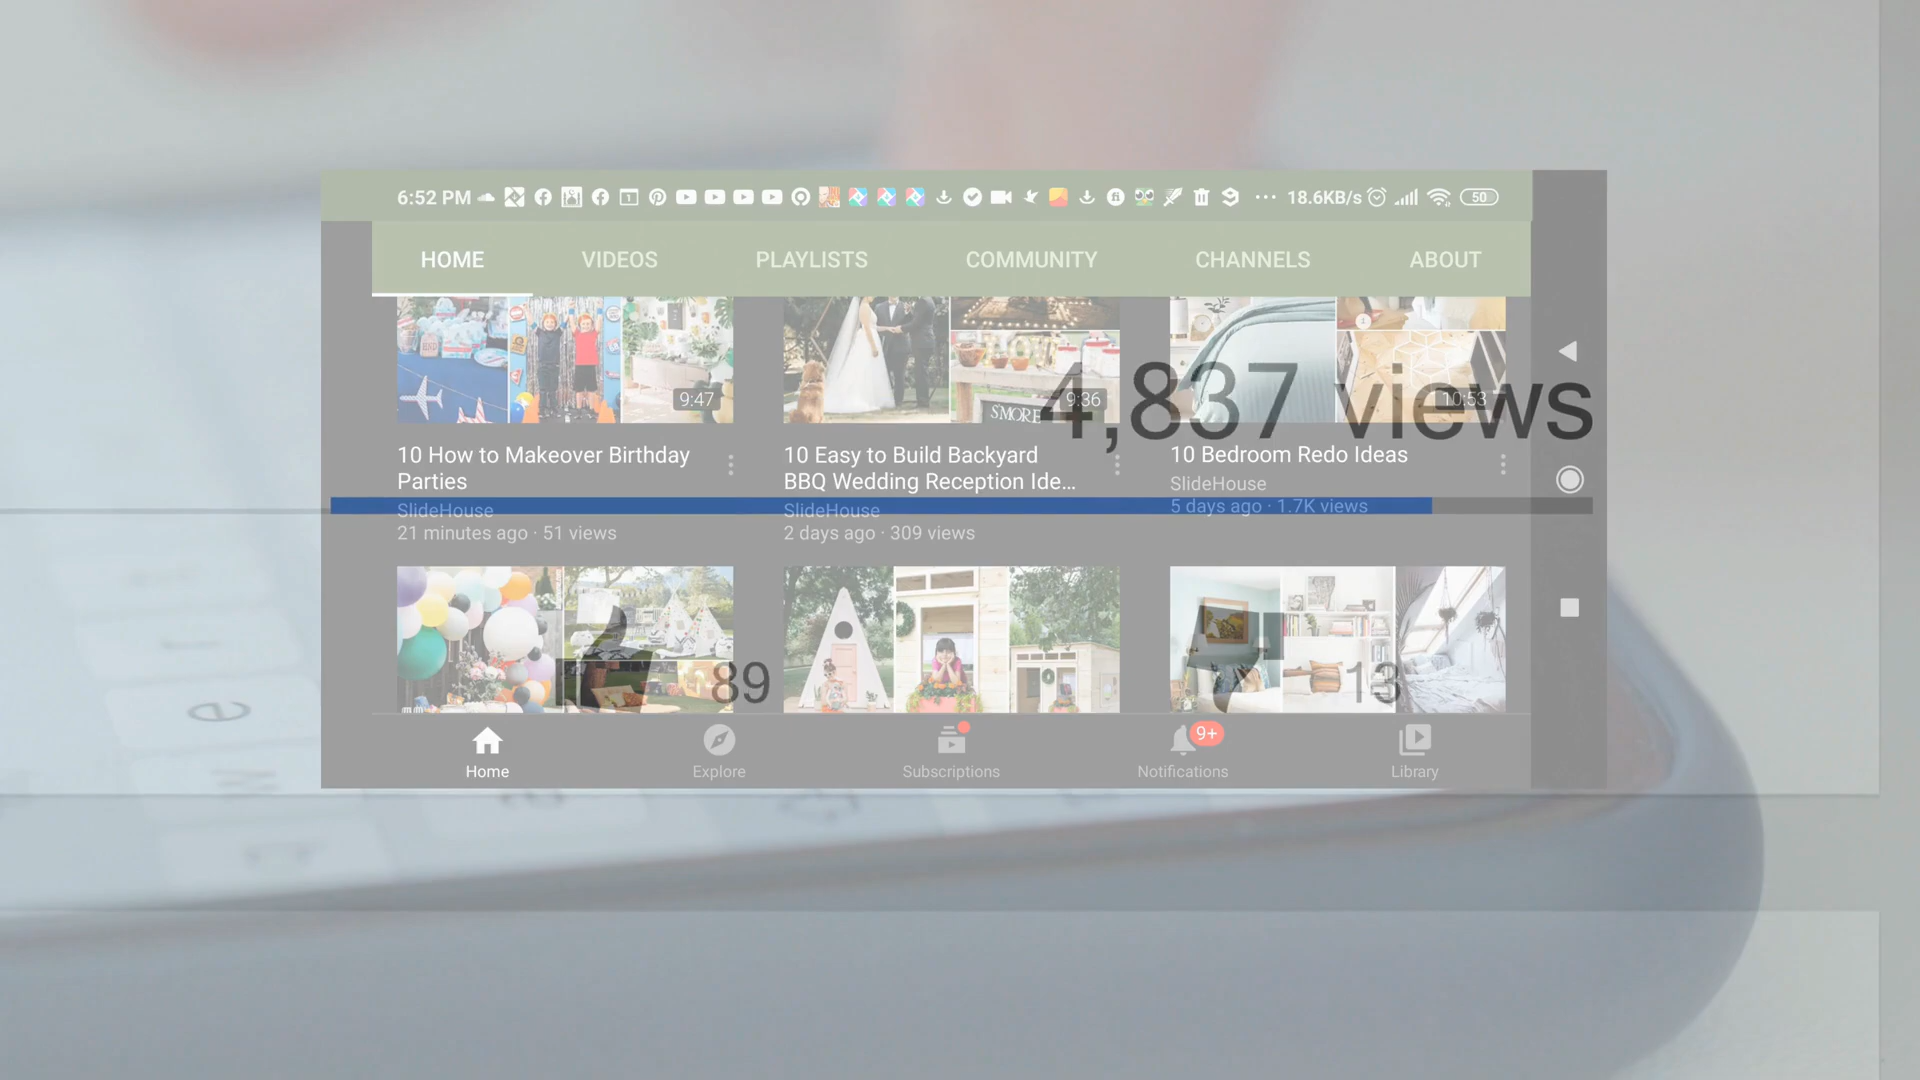 6:52 PM 18.6KB/s 50
HOME VIDEOS PLAYLISTS COMMUNITY CHANNELS ABOUT
9:47
9:36
10:53
SMORE
4,837 views
10 How to Makeover Birthday
Parties
SlideHouse
21 minutes ago · 51 views
10 Easy to Build Backyard
BBQ Wedding Reception Ide...
SlideHouse
2 days ago · 309 views
10 Bedroom Redo Ideas
SlideHouse
5 days ago · 1.7K views
89
13
9+
Home Explore Subscriptions Notifications Library
e